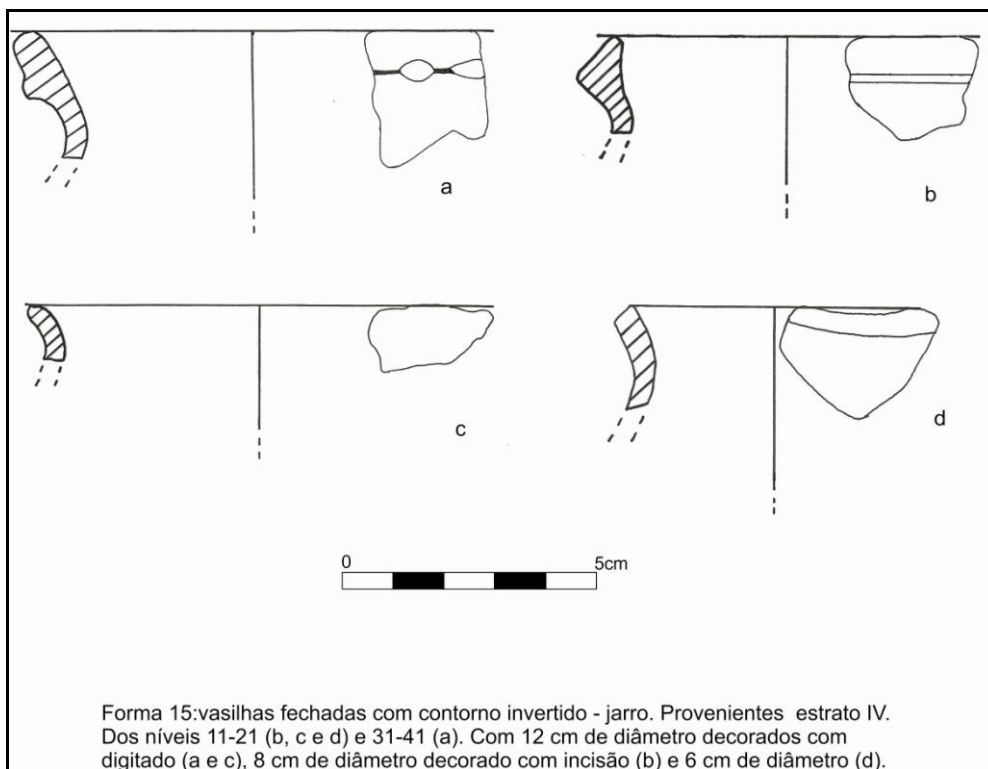 a
b
c
d
0 5cm
Forma 15:vasilhas fechadas com contorno invertido - jarro. Provenientes estrato IV.
Dos níveis 11-21 (b, c e d) e 31-41 (a). Com 12 cm de diâmetro decorados com
digitado (a e c), 8 cm de diâmetro decorado com incisão (b) e 6 cm de diâmetro (d).